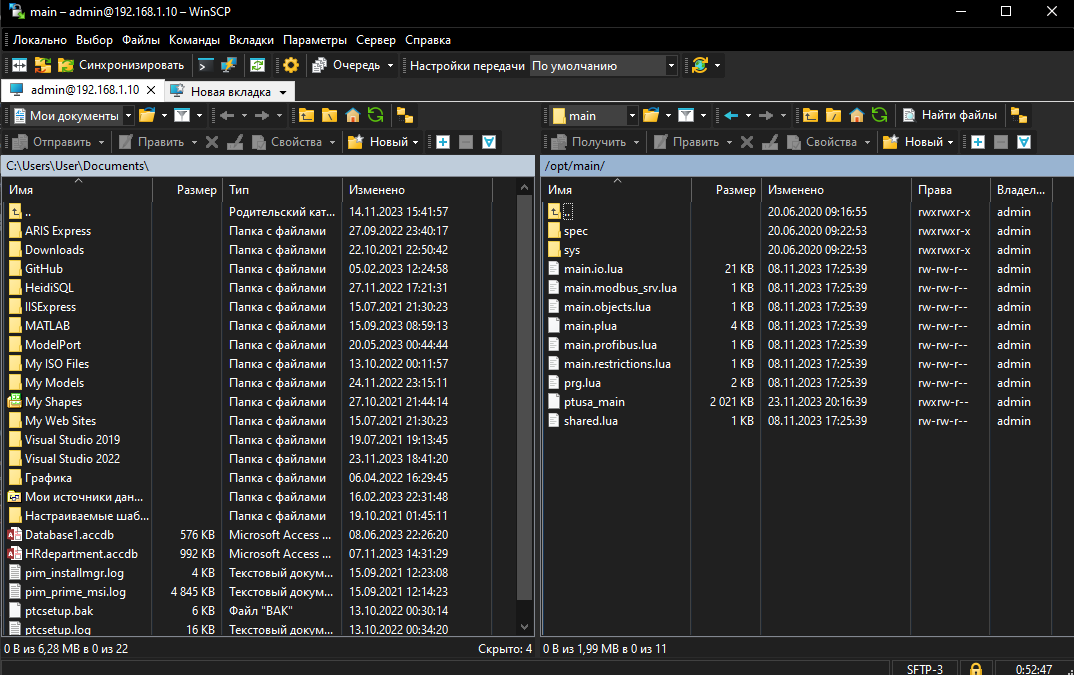 main – admin@192.168.1.10 – WinSCP
Локально Выбор Файлы Команды Вкладки Параметры Сервер Справка
Синхронизировать Очередь Настройки передачи По умолчанию
admin@192.168.1.10 Новая вкладка
Мои документы main Найти файлы
Отправить Править Свойства Новый Получить Править Свойства Новый
C:\Users\User\Documents\ /opt/main/
Имя Размер Тип Изменено Имя Размер Изменено Права Владел...
.. Родительский кат... 14.11.2023 15:41:57 .. 20.06.2020 09:16:55 rwxrwxr-x admin
ARIS Express Папка с файлами 27.09.2022 23:40:17 spec 20.06.2020 09:22:53 rwxrwxr-x admin
Downloads Папка с файлами 22.10.2021 22:50:42 sys 20.06.2020 09:22:53 rwxrwxr-x admin
GitHub Папка с файлами 05.02.2023 12:24:58 main.io.lua 21 KB 08.11.2023 17:25:39 rw-rw-r-- admin
HeidiSQL Папка с файлами 27.11.2022 17:21:31 main.modbus_srv.lua 1 KB 08.11.2023 17:25:39 rw-rw-r-- admin
IISExpress Папка с файлами 15.07.2021 21:30:23 main.objects.lua 1 KB 08.11.2023 17:25:39 rw-rw-r-- admin
MATLAB Папка с файлами 15.09.2023 08:59:13 main.plua 4 KB 08.11.2023 17:25:39 rw-rw-r-- admin
ModelPort Папка с файлами 20.05.2023 00:44:44 main.profibus.lua 1 KB 08.11.2023 17:25:39 rw-rw-r-- admin
My ISO Files Папка с файлами 13.10.2022 00:11:57 main.restrictions.lua 1 KB 08.11.2023 17:25:39 rw-rw-r-- admin
My Models Папка с файлами 24.11.2022 23:15:11 prg.lua 2 KB 08.11.2023 17:25:39 rw-rw-r-- admin
My Shapes Папка с файлами 27.10.2021 21:44:14 ptusa_main 2 021 KB 23.11.2023 20:16:39 rwxrw-r-- admin
My Web Sites Папка с файлами 15.07.2021 21:30:23 shared.lua 1 KB 08.11.2023 17:25:39 rw-rw-r-- admin
Visual Studio 2019 Папка с файлами 19.07.2021 19:13:45
Visual Studio 2022 Папка с файлами 23.11.2023 18:41:20
Графика Папка с файлами 06.04.2022 16:29:45
Мои источники дан... Папка с файлами 16.02.2023 22:31:48
Настраиваемые шаб... Папка с файлами 19.10.2021 01:45:11
Database1.accdb 576 KB Microsoft Access ... 08.06.2023 22:26:20
HRdepartment.accdb 992 KB Microsoft Access ... 07.11.2023 14:31:29
pim_installmgr.log 4 KB Текстовый докум... 15.09.2021 12:23:08
pim_prime_msi.log 4 845 KB Текстовый докум... 15.09.2021 12:14:23
ptcsetup.bak 6 KB Файл "BAK" 13.10.2022 00:30:14
ptcsetup.log 16 KB Текстовый докум... 13.10.2022 00:34:20
0 B из 6,28 MB в 0 из 22 Скрыто: 4 0 B из 1,99 MB в 0 из 11
SFTP-3 0:52:47